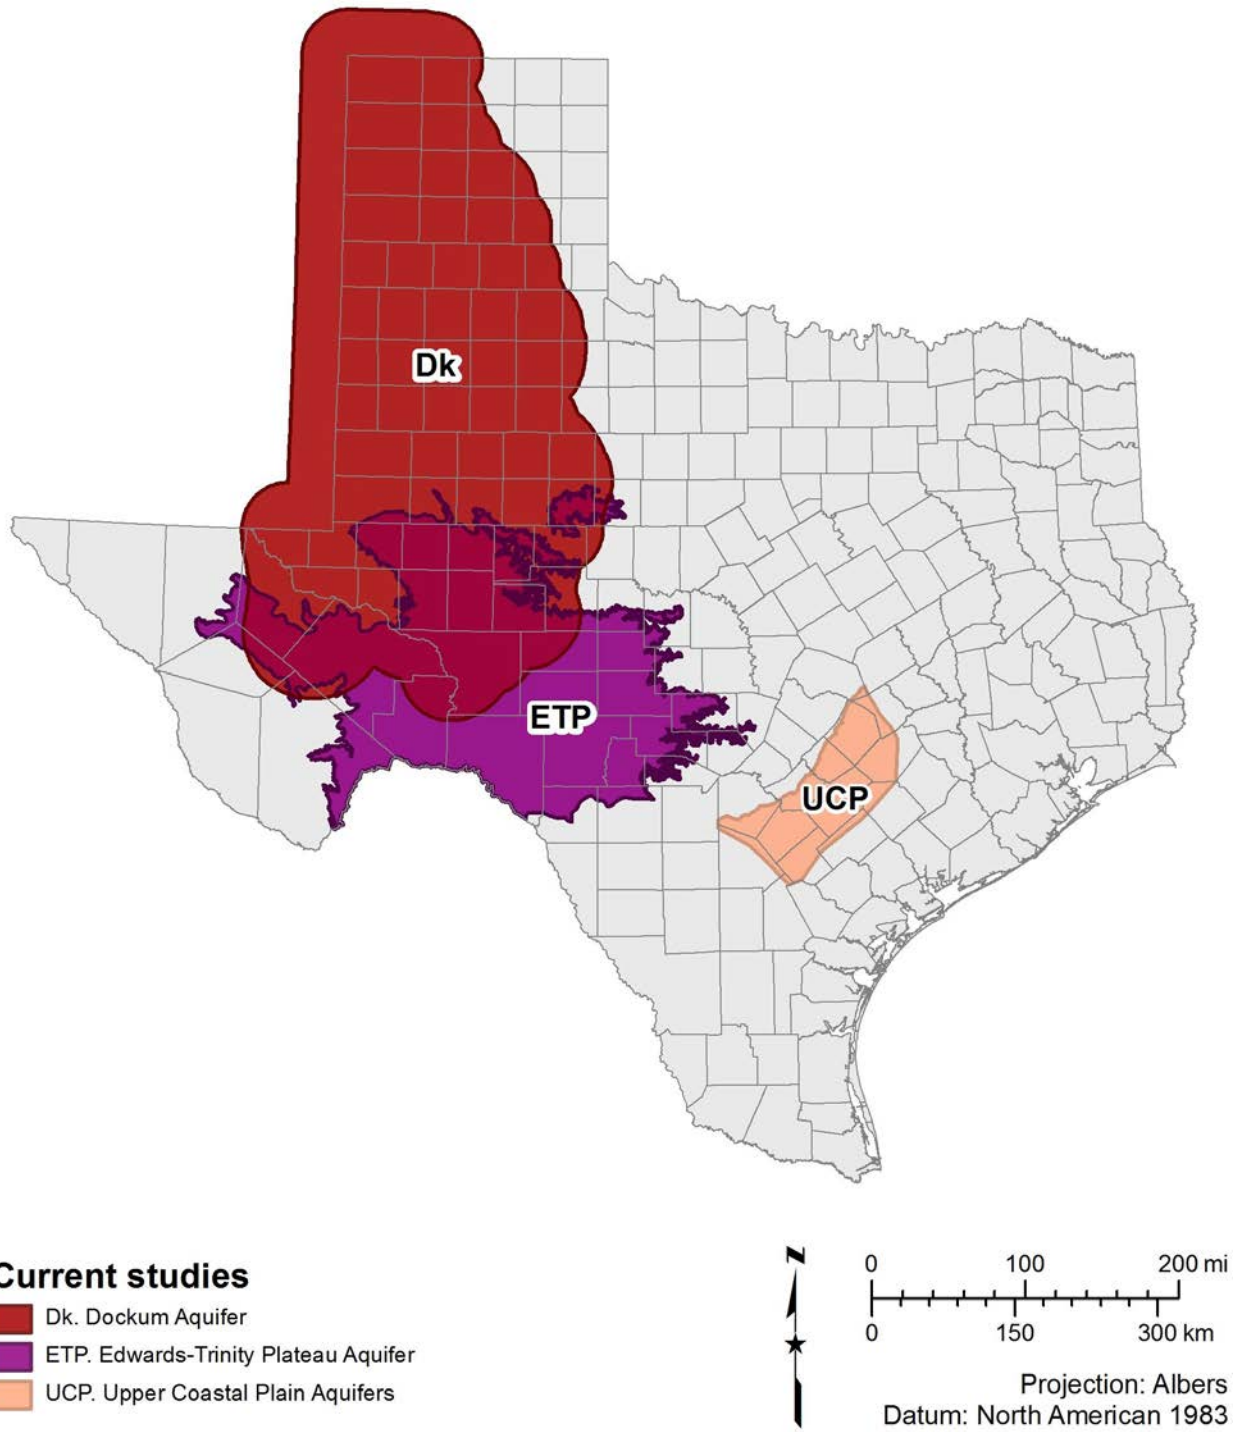 Dk
ETP
UCP
Current studies
Dk. Dockum Aquifer
ETP. Edwards-Trinity Plateau Aquifer
UCP. Upper Coastal Plain Aquifers
N
0 100 200 mi
0 150 300 km
Projection: Albers
Datum: North American 1983